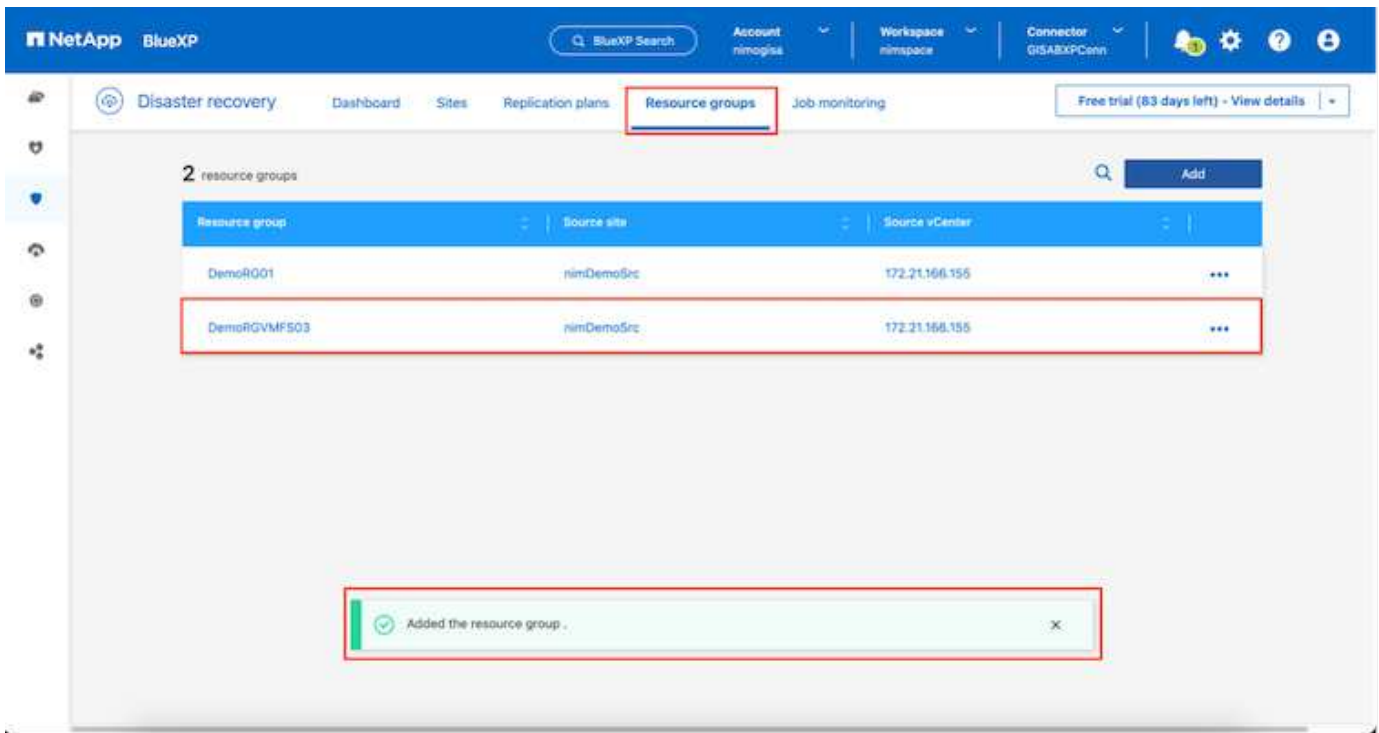 NetApp BlueXP
BlueXP Search
Account
nimogisa
Workspace
nimspace
Connector
GISABXPConn
1
Disaster recovery
Dashboard
Sites
Replication plans
Resource groups
Job monitoring
Free trial (83 days left) - View details
2 resource groups
Add
Resource group
Source site
Source vCenter
DemoRG01
nimDemoSrc
172.21.166.155
DemoRGVMFS03
nimDemoSrc
172.21.166.155
Added the resource group .